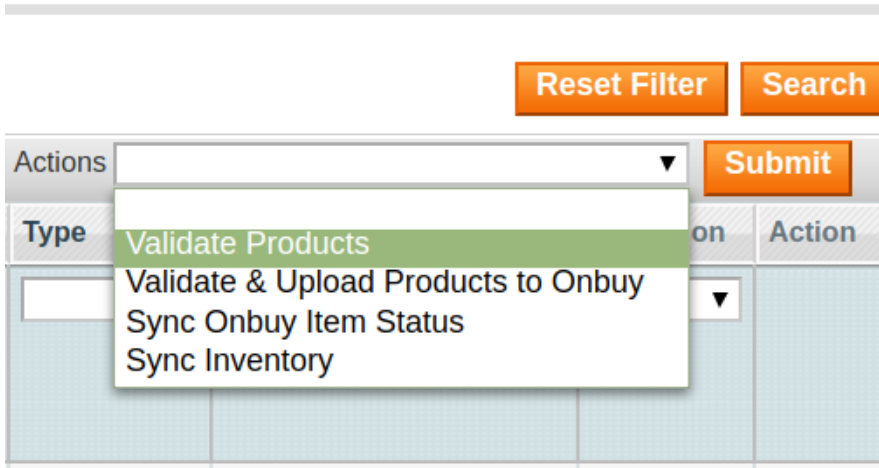 Reset Filter Search
Actions Submit
Type on Action
Validate Products
Validate & Upload Products to Onbuy
Sync Onbuy Item Status
Sync Inventory